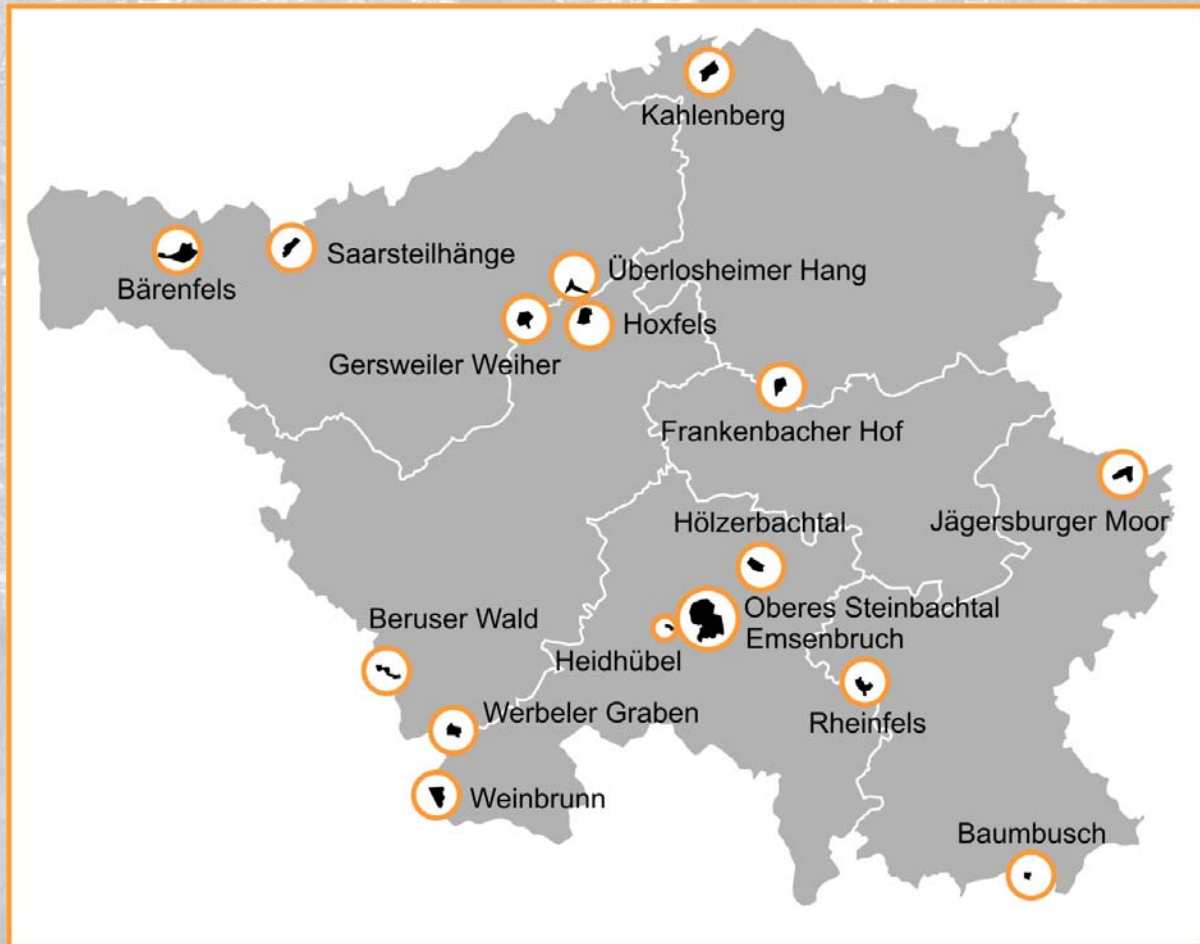 Kahlenberg
Saarsteilhänge
Bärenfels
Überlosheimer Hang
Hoxfels
Gersweiler Weiher
Frankenbacher Hof
Jägersburger Moor
Hölzerbachtal
Oberes Steinbachtal
Emsenbruch
Beruser Wald
Heidhübel
Werbeler Graben
Rheinfels
Weinbrunn
Baumbusch